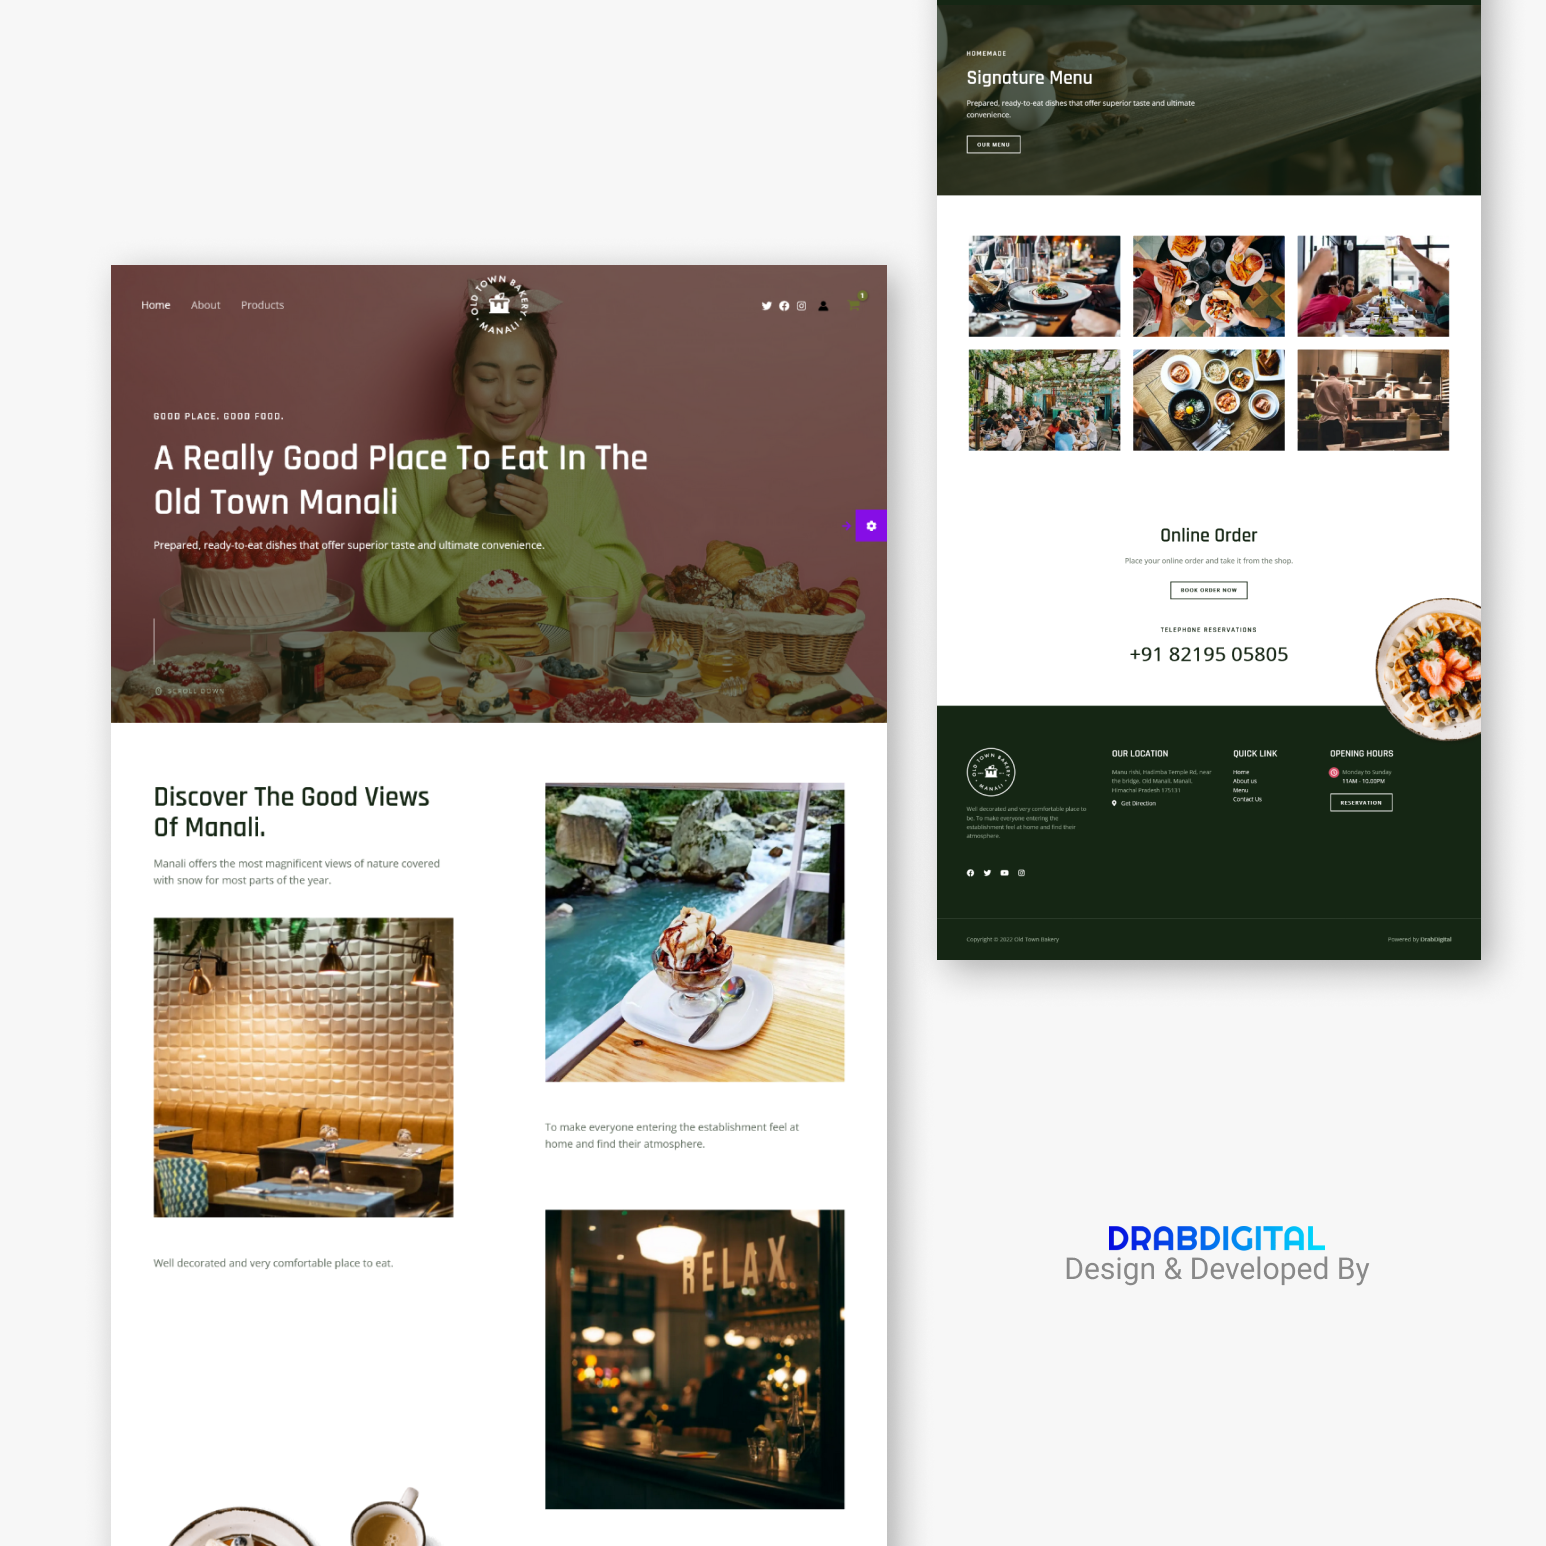 Home About Products
OLD TOWN BAKERY
MANALI
1
GOOD PLACE. GOOD FOOD.
A Really Good Place To Eat In The
Old Town Manali
Prepared, ready-to-eat dishes that offer superior taste and ultimate convenience.
SCROLL DOWN
Discover The Good Views
Of Manali.
Manali offers the most magnificent views of nature covered
with snow for most parts of the year.
Well decorated and very comfortable place to eat.
To make everyone entering the establishment feel at
home and find their atmosphere.
RELAX
HOMEMADE
Signature Menu
Prepared, ready-to-eat dishes that offer superior taste and ultimate
convenience.
OUR MENU
Online Order
Place your online order and take it from the shop.
BOOK ORDER NOW
TELEPHONE RESERVATIONS
+91 82195 05805
OLD TOWN BAKERY
MANALI
Well decorated and very comfortable place to
be. To make everyone entering the
establishment feel at home and find their
atmosphere.
OUR LOCATION
Manu rishi, Hadimba Temple Rd, near
the bridge, Old Manali, Manali,
Himachal Pradesh 175131
Get Direction
QUICK LINK
Home
About us
Menu
Contact Us
OPENING HOURS
Monday to Sunday
11AM - 10.00PM
RESERVATION
Copyright © 2022 Old Town Bakery
Powered by DrabDigital
DRABDIGITAL
Design & Developed By